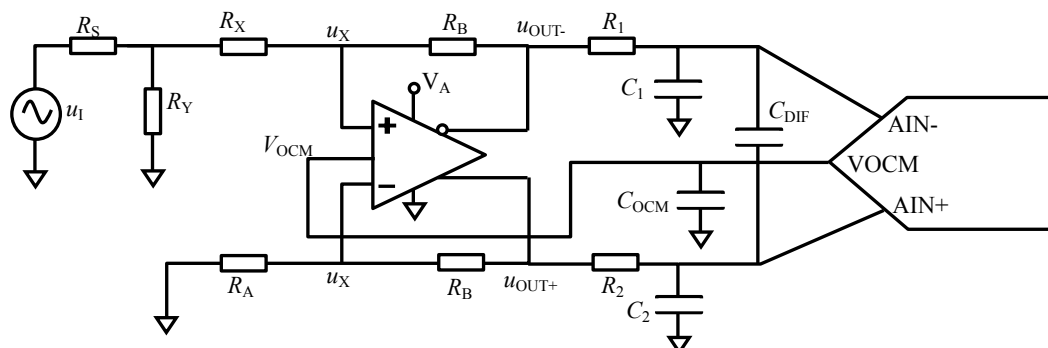 R_S
R_X
u_X
R_B
u_OUT-
R_1
u_I
R_Y
V_A
C_1
C_DIF
AIN-
V_OCM
+
−
VOCM
C_OCM
AIN+
R_A
u_X
R_B
u_OUT+
R_2
C_2